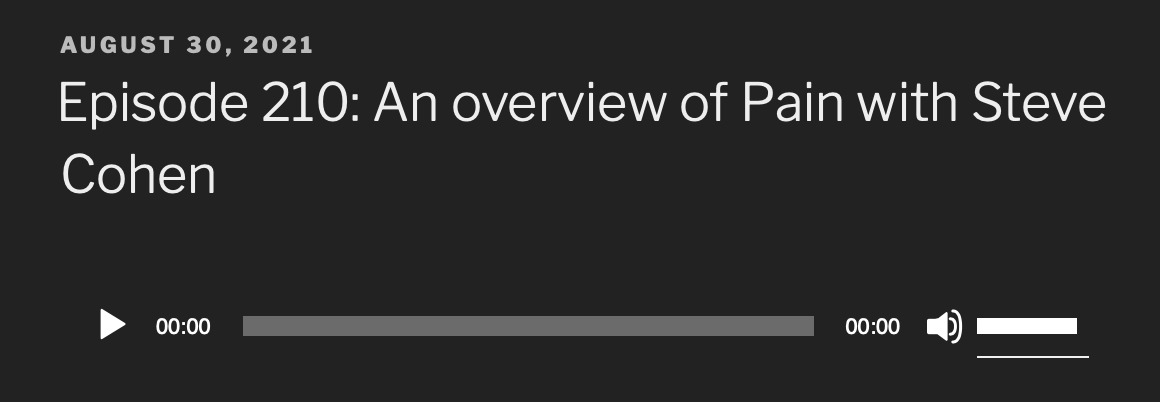 AUGUST 30, 2021
Episode 210: An overview of Pain with Steve
Cohen
00:00 00:00